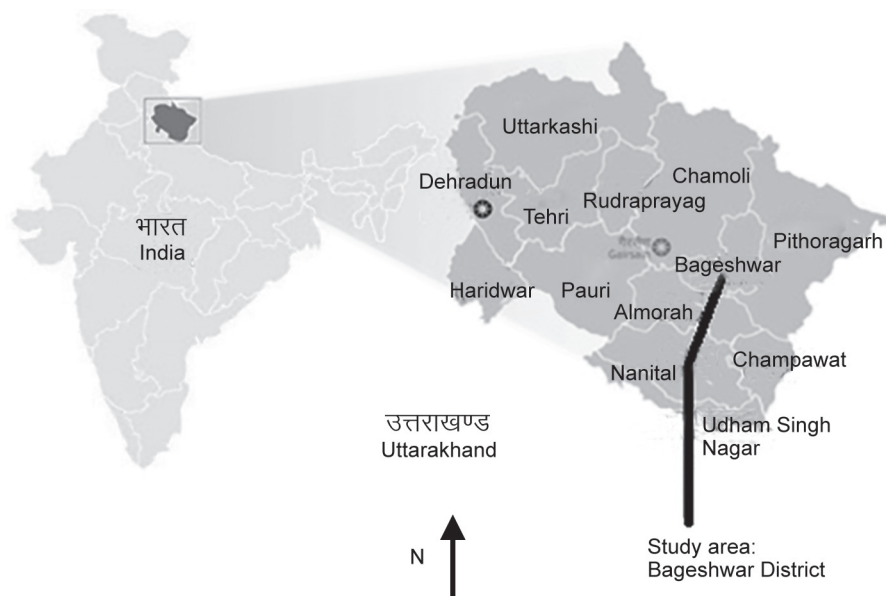 भारत
India
Uttarkashi
Dehradun
Tehri
Rudraprayag
Chamoli
Pithoragarh
Gairsain
Bageshwar
Haridwar
Pauri
Almorah
Nanital
Champawat
Udham Singh
Nagar
उत्तराखण्ड
Uttarakhand
N
Study area:
Bageshwar District